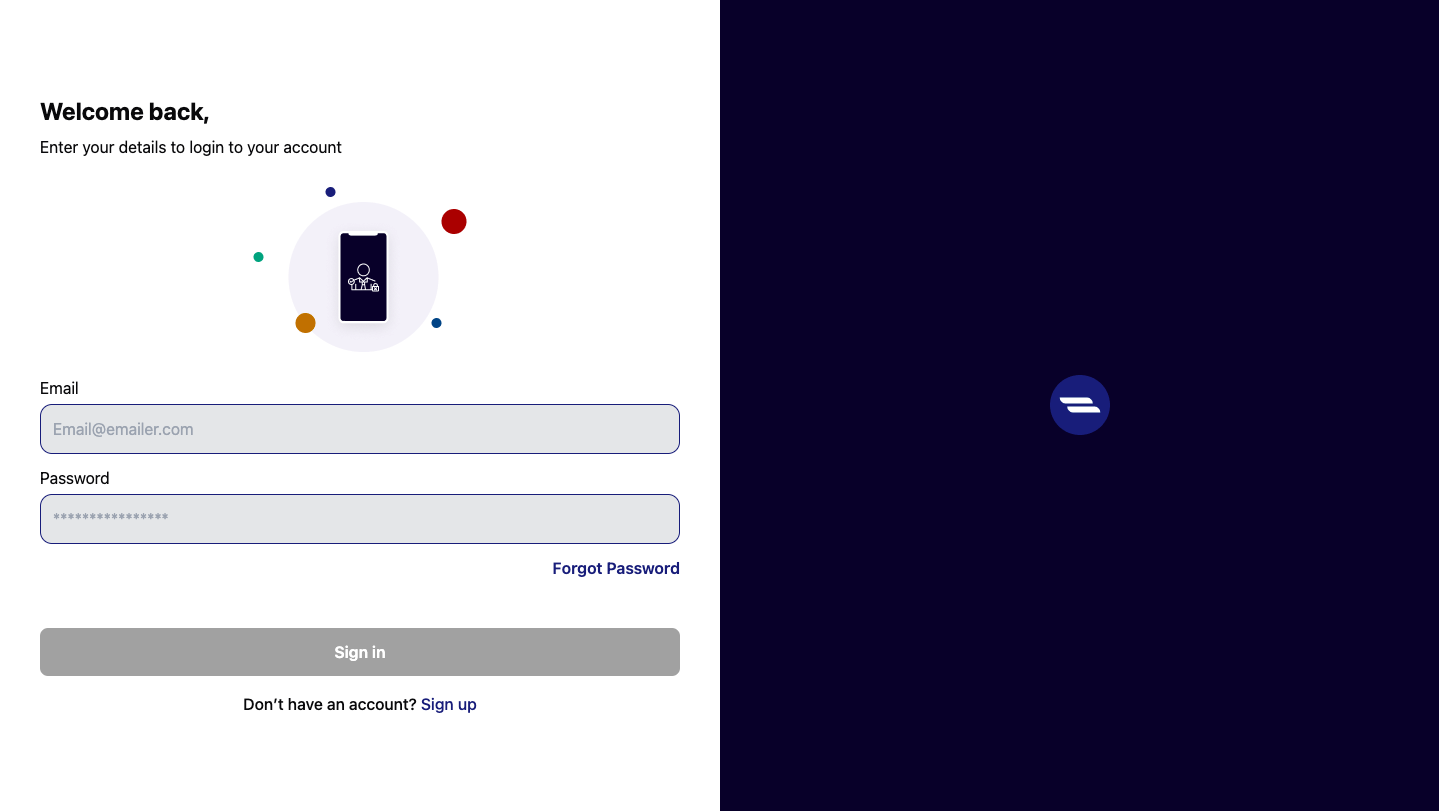 Welcome back,
Enter your details to login to your account
Email
Email@emailer.com
Password
****************
Forgot Password
Sign in
Don’t have an account? Sign up